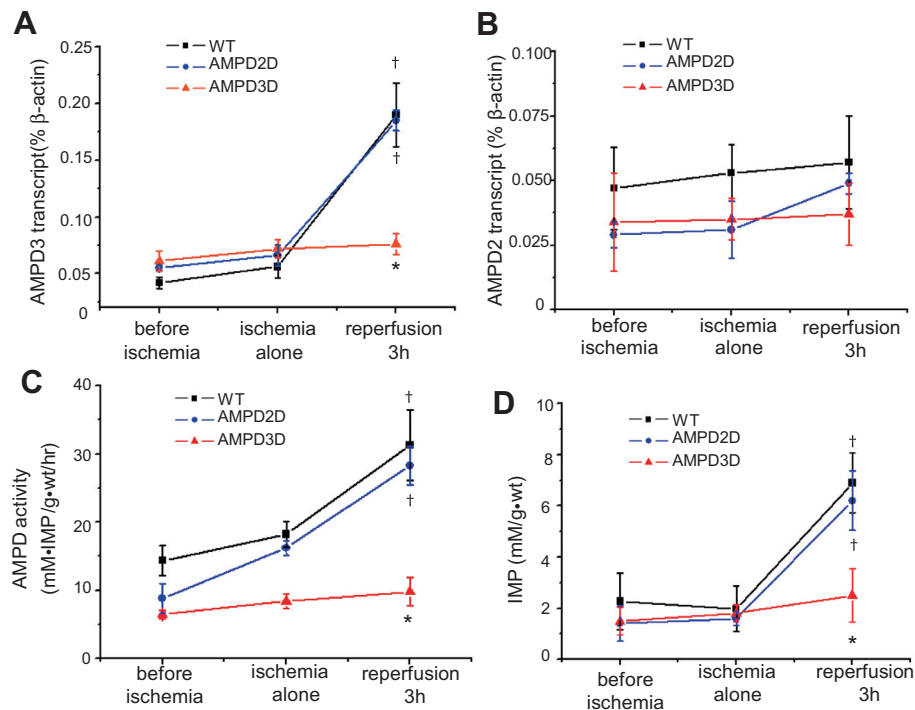 A
WT
AMPD2D
AMPD3D
AMPD3 transcript(% β-actin)
0.25
0.20
0.15
0.10
0.05
0
†
†
*
before ischemia
ischemia alone
reperfusion 3h
B
WT
AMPD2D
AMPD3D
AMPD2 transcript (% β-actin)
0.100
0.075
0.050
0.025
0
before ischemia
ischemia alone
reperfusion 3h
C
WT
AMPD2D
AMPD3D
AMPD activity
(mM•IMP/g•wt/hr)
40
30
20
10
0
†
†
*
before ischemia
ischemia alone
reperfusion 3h
D
WT
AMPD2D
AMPD3D
IMP (mM/g•wt)
10
8
6
4
2
0
†
†
*
before ischemia
ischemia alone
reperfusion 3h